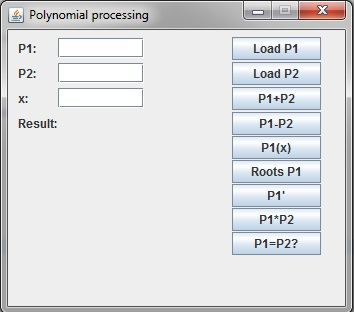 Polynomial processing
P1:
Load P1
P2:
Load P2
x:
P1+P2
Result:
P1-P2
P1(x)
Roots P1
P1'
P1*P2
P1=P2?